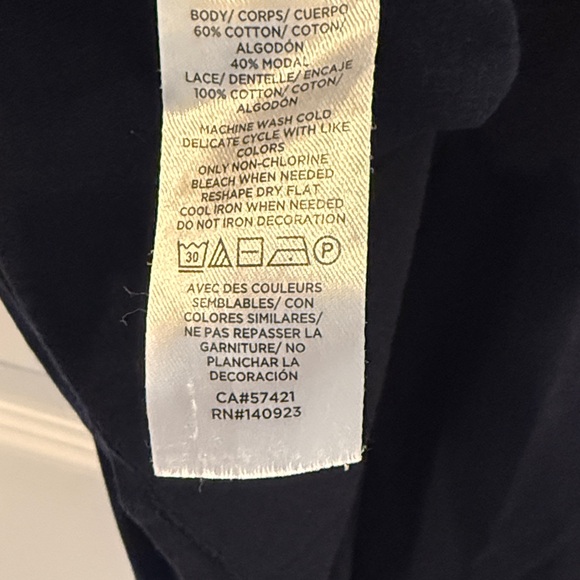 BODY/ CORPS/ CUERPO
60% COTTON/ COTON/
ALGODÓN
40% MODAL
LACE/ DENTELLE/ ENCAJE
100% COTTON/ COTON/
ALGODÓN
MACHINE WASH COLD
DELICATE CYCLE WITH LIKE
COLORS
ONLY NON-CHLORINE
BLEACH WHEN NEEDED
RESHAPE DRY FLAT
COOL IRON WHEN NEEDED
DO NOT IRON DECORATION
30 P
AVEC DES COULEURS
SEMBLABLES/ CON
COLORES SIMILARES/
NE PAS REPASSER LA
GARNITURE/ NO
PLANCHAR LA
DECORACIÓN
CA#57421
RN#140923